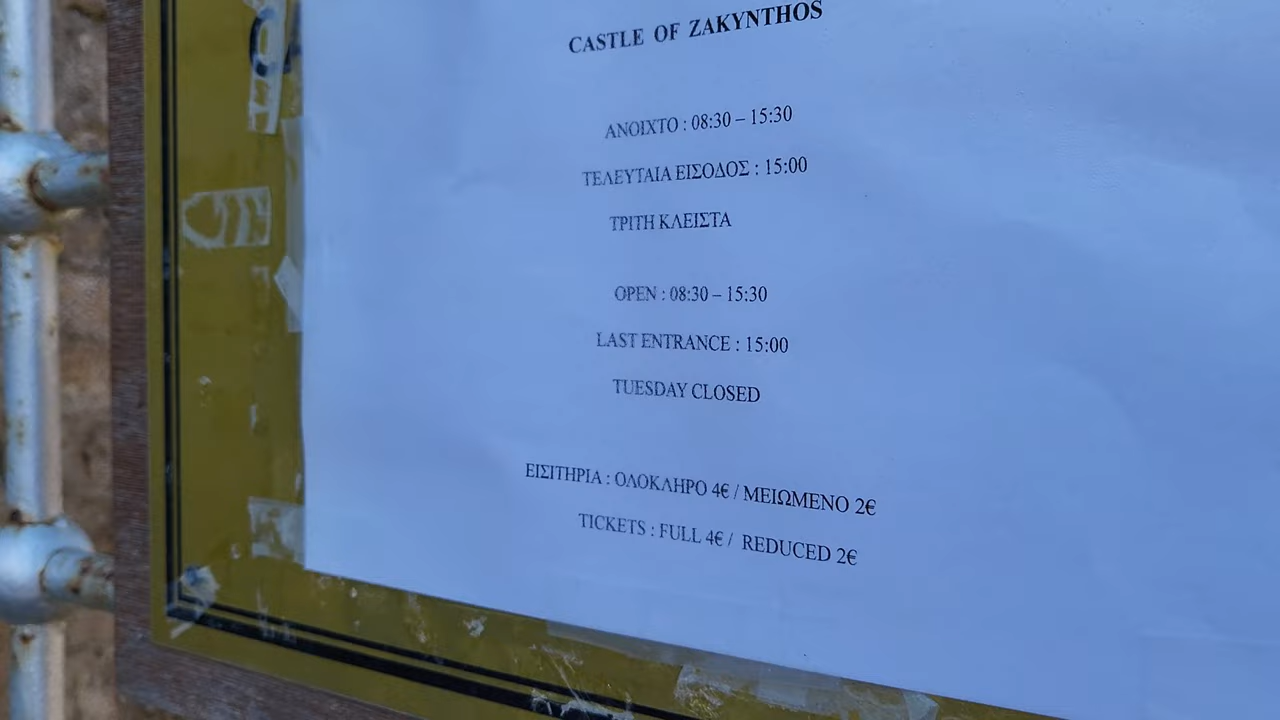 CASTLE OF ZAKYNTHOS
ΑΝΟΙΧΤΟ : 08:30 – 15:30
ΤΕΛΕΥΤΑΙΑ ΕΙΣΟΔΟΣ : 15:00
ΤΡΙΤΗ ΚΛΕΙΣΤΑ
OPEN : 08:30 – 15:30
LAST ENTRANCE : 15:00
TUESDAY CLOSED
ΕΙΣΙΤΗΡΙΑ : ΟΛΟΚΛΗΡΟ 4€ / ΜΕΙΩΜΕΝΟ 2€
TICKETS : FULL 4€ / REDUCED 2€